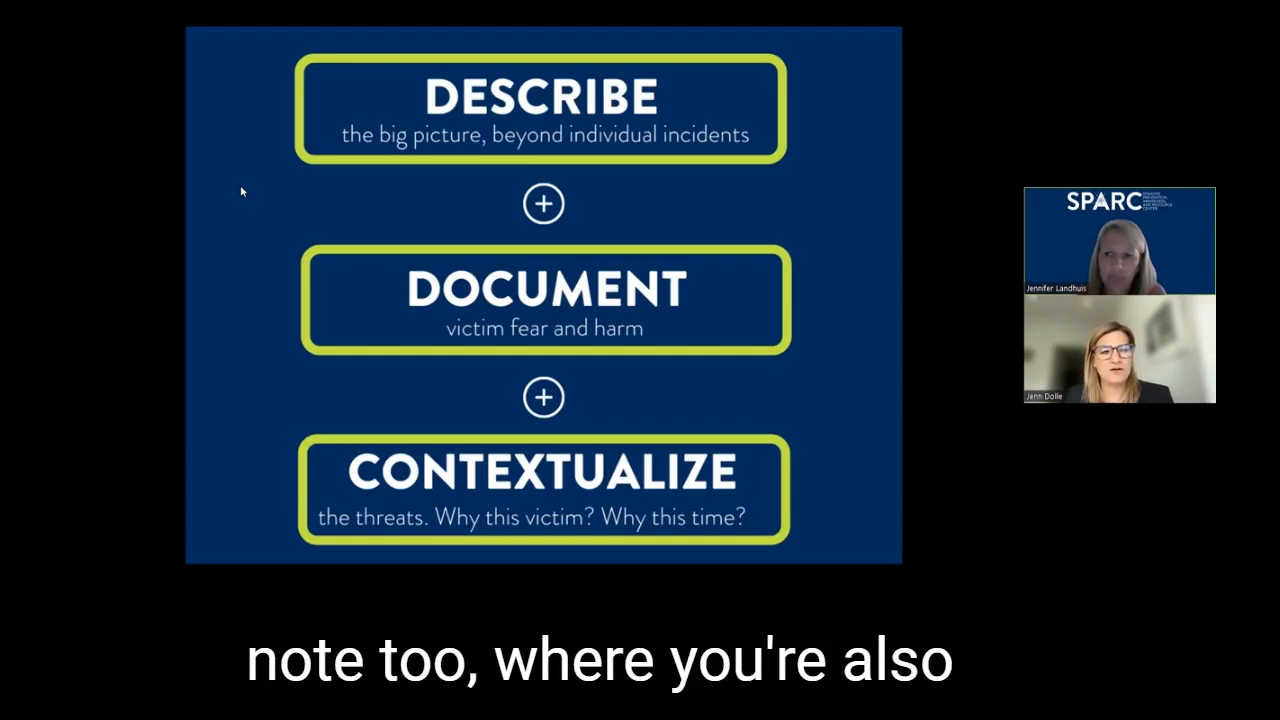 DESCRIBE
the big picture, beyond individual incidents
DOCUMENT
victim fear and harm
CONTEXTUALIZE
the threats. Why this victim? Why this time?
SPARC
Jennifer Landhuis
Jenn Dolle
note too, where you're also